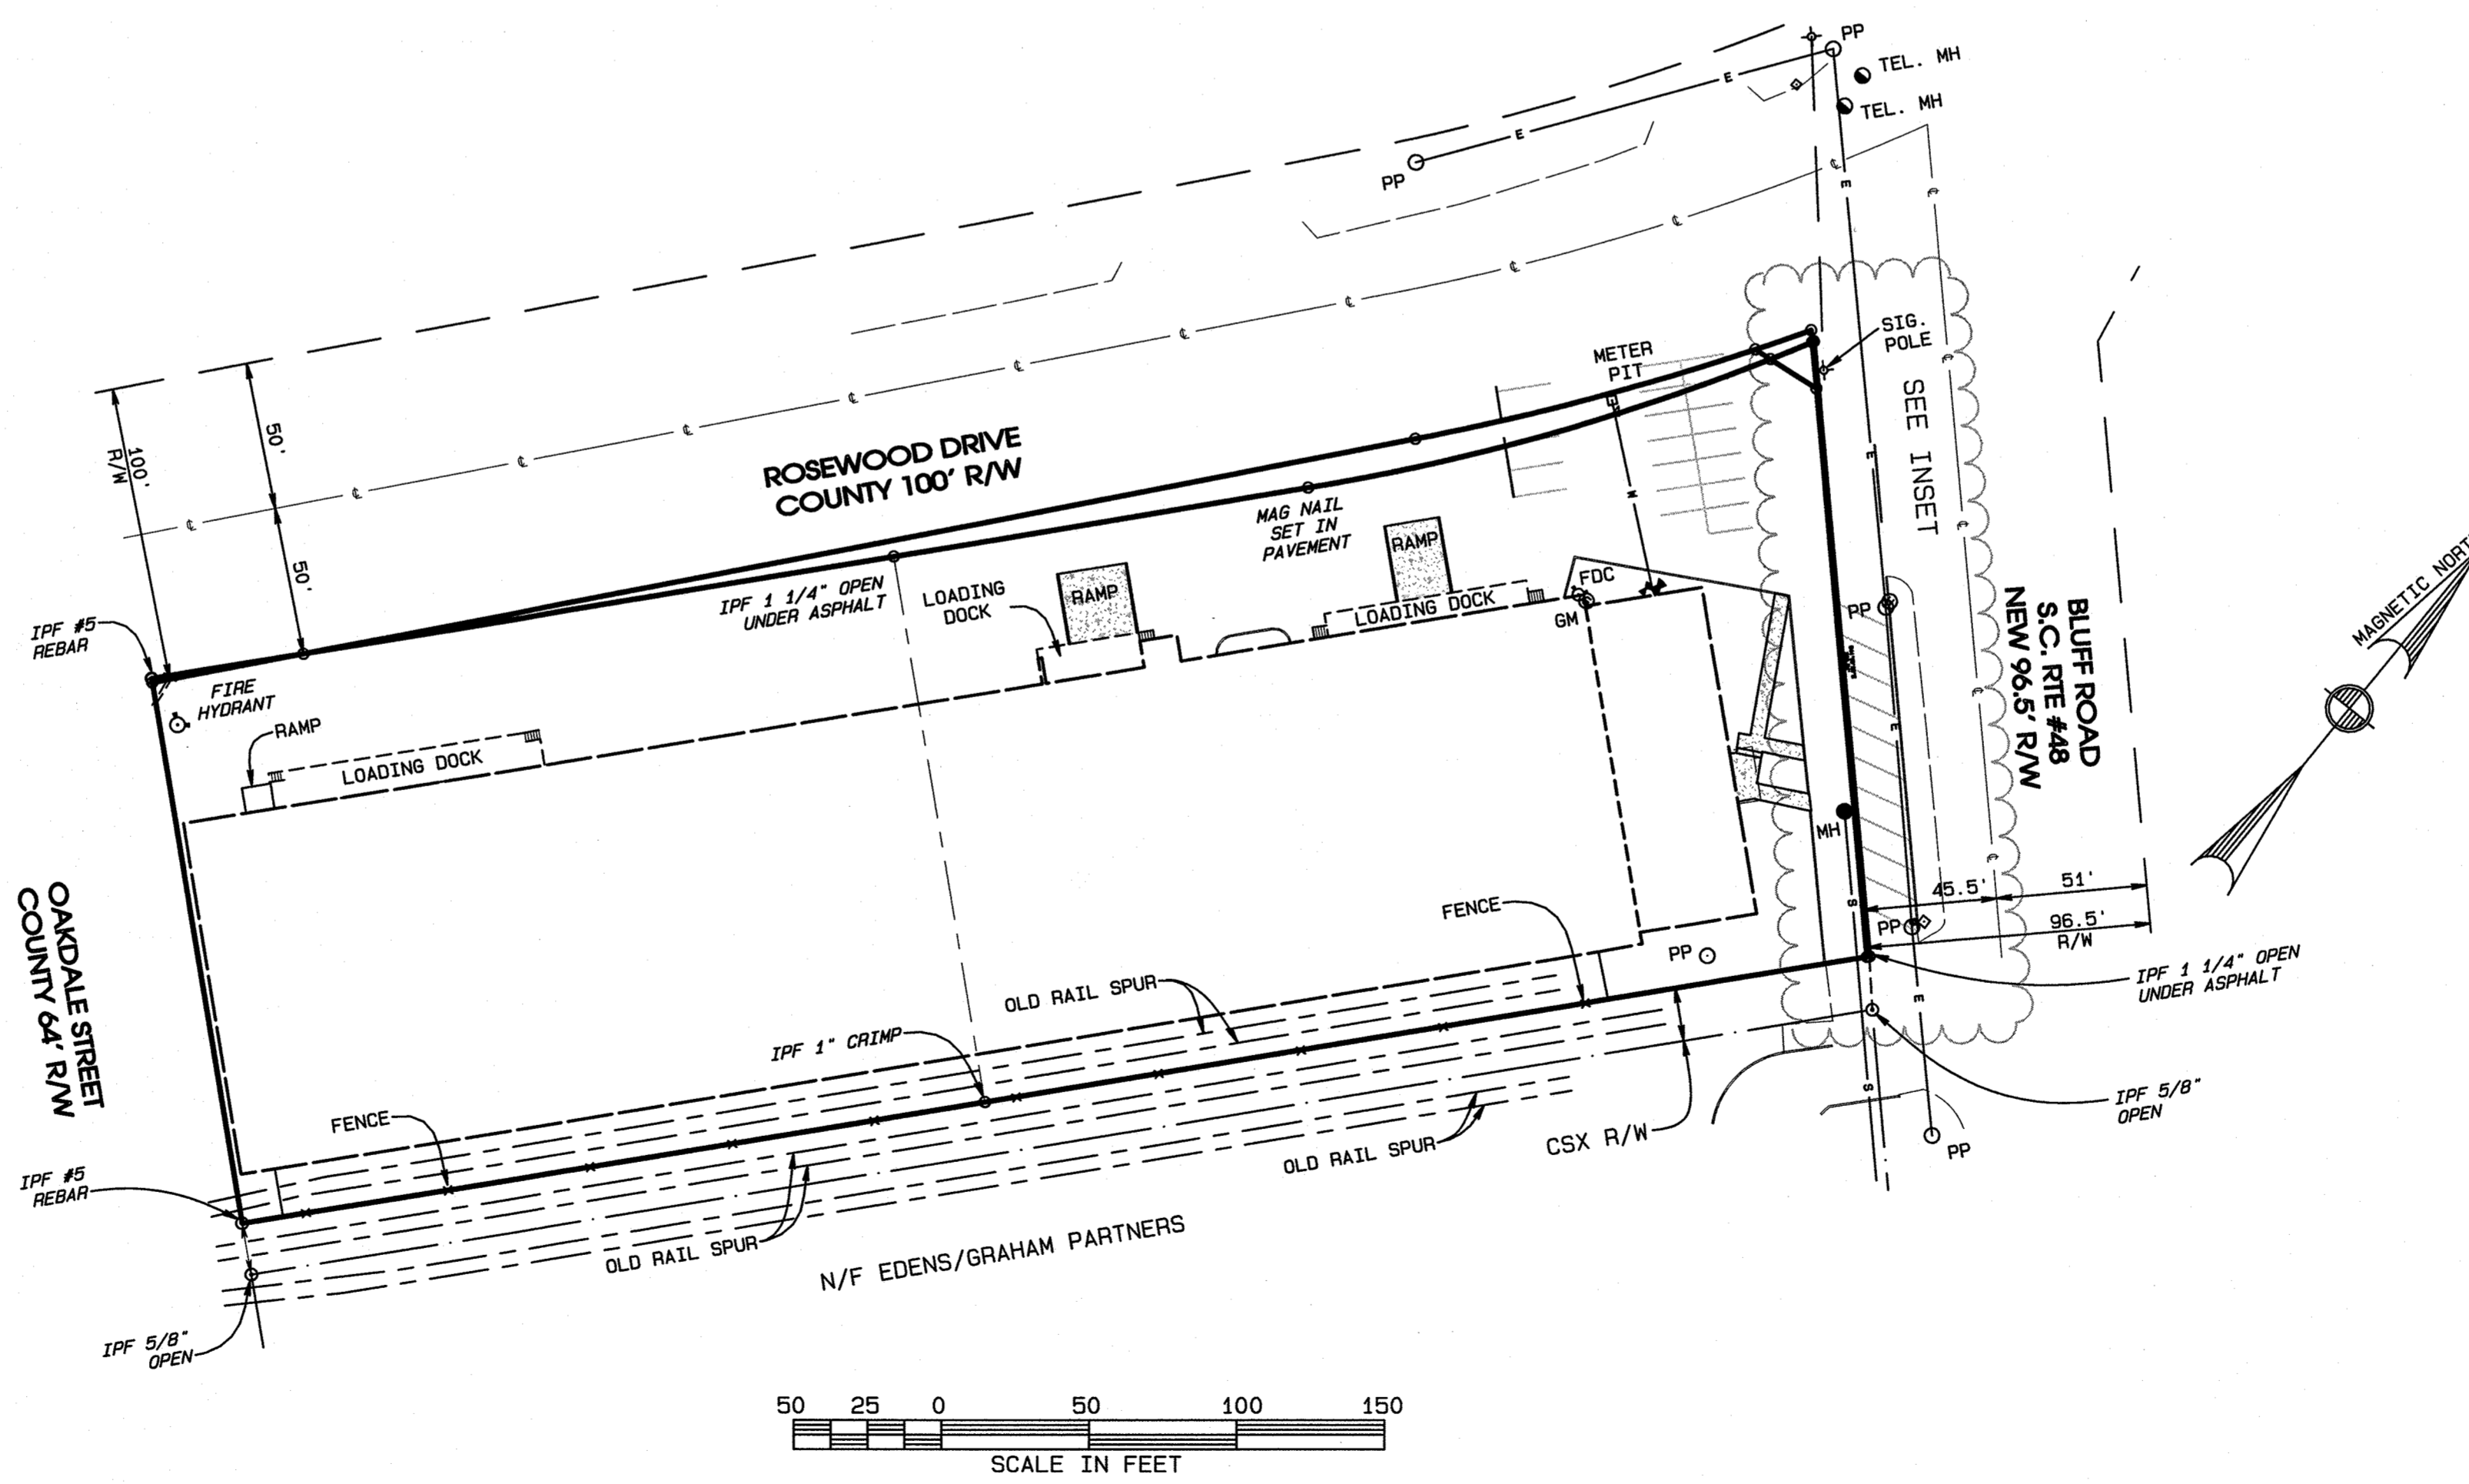 PP
TEL. MH
TEL. MH
E
E
PP
℄
E
℄
℄
℄
℄
℄
℄
℄
℄
℄
℄
℄
℄
℄
SIG.
POLE
METER
PIT
SEE INSET
50'
100'
R/W
50'
ROSEWOOD DRIVE
COUNTY 100' R/W
MAG NAIL
SET IN
PAVEMENT
RAMP
RAMP
W
E
IPF 1 1/4" OPEN
UNDER ASPHALT
LOADING
DOCK
LOADING DOCK
FDC
GM
PP
IPF #5
REBAR
FIRE
HYDRANT
RAMP
LOADING DOCK
BLUFF ROAD
S.C. RTE #48
NEW 96.5' R/W
MAGNETIC NORTH
E
℄
℄
℄
℄
MH
S
45.5'
51'
96.5'
R/W
PP
PP
FENCE
OAKDALE STREET
COUNTY 64' R/W
OLD RAIL SPUR
IPF 1" CRIMP
IPF 1 1/4" OPEN
UNDER ASPHALT
E
S
IPF 5/8"
OPEN
FENCE
CSX R/W
PP
OLD RAIL SPUR
IPF #5
REBAR
OLD RAIL SPUR
N/F EDENS/GRAHAM PARTNERS
IPF 5/8"
OPEN
50 25 0 50 100 150
SCALE IN FEET